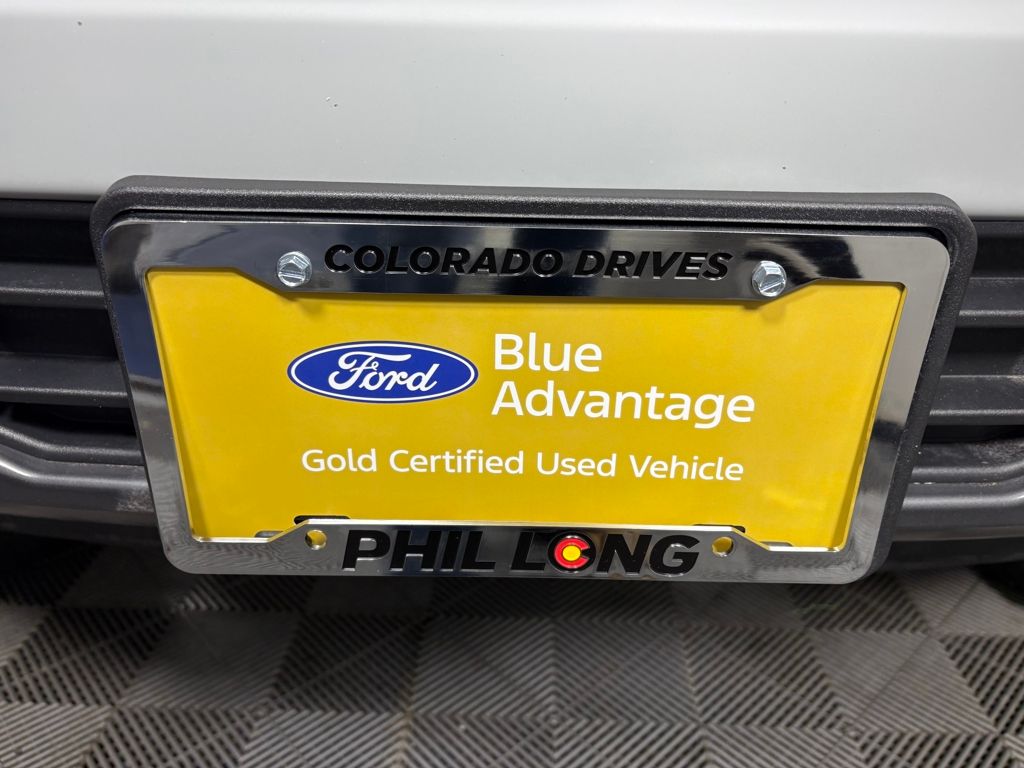 COLORADO DRIVES
Ford
Blue
Advantage
Gold Certified Used Vehicle
PHIL LONG